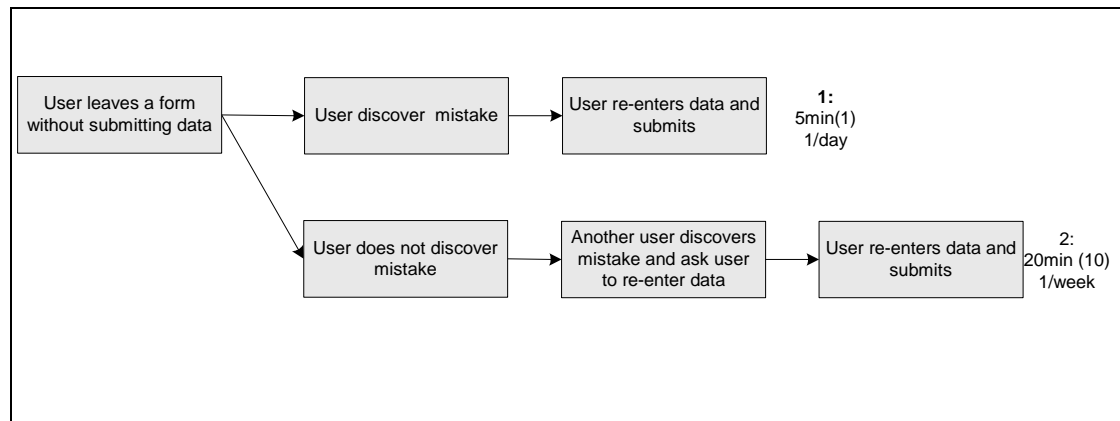 User leaves a form
without submitting data
User discover mistake
User re-enters data and
submits
1:
5min(1)
1/day
User does not discover
mistake
Another user discovers
mistake and ask user
to re-enter data
User re-enters data and
submits
2:
20min (10)
1/week